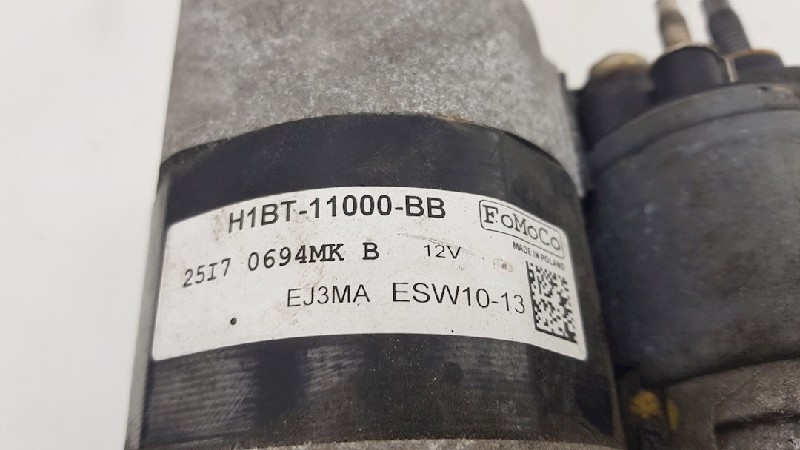 H1BT-11000-BB FoMoCo
MADE IN POLAND
25I7 0694MK B 12V
EJ3MA ESW10-13